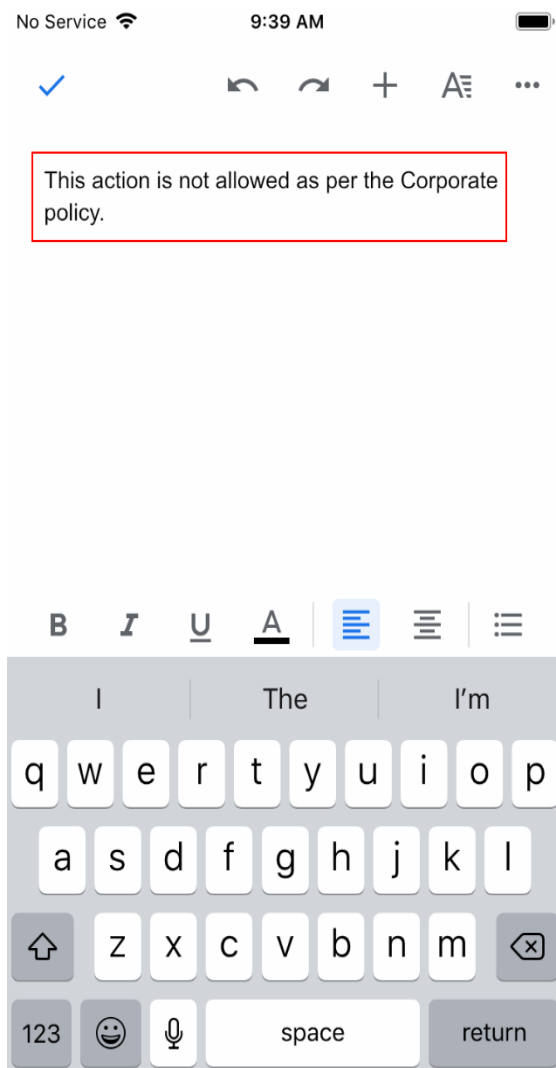 No Service 9:39 AM
A
This action is not allowed as per the Corporate
policy.
B I U A
I The I'm
q w e r t y u i o p
a s d f g h j k l
z x c v b n m
123 space return